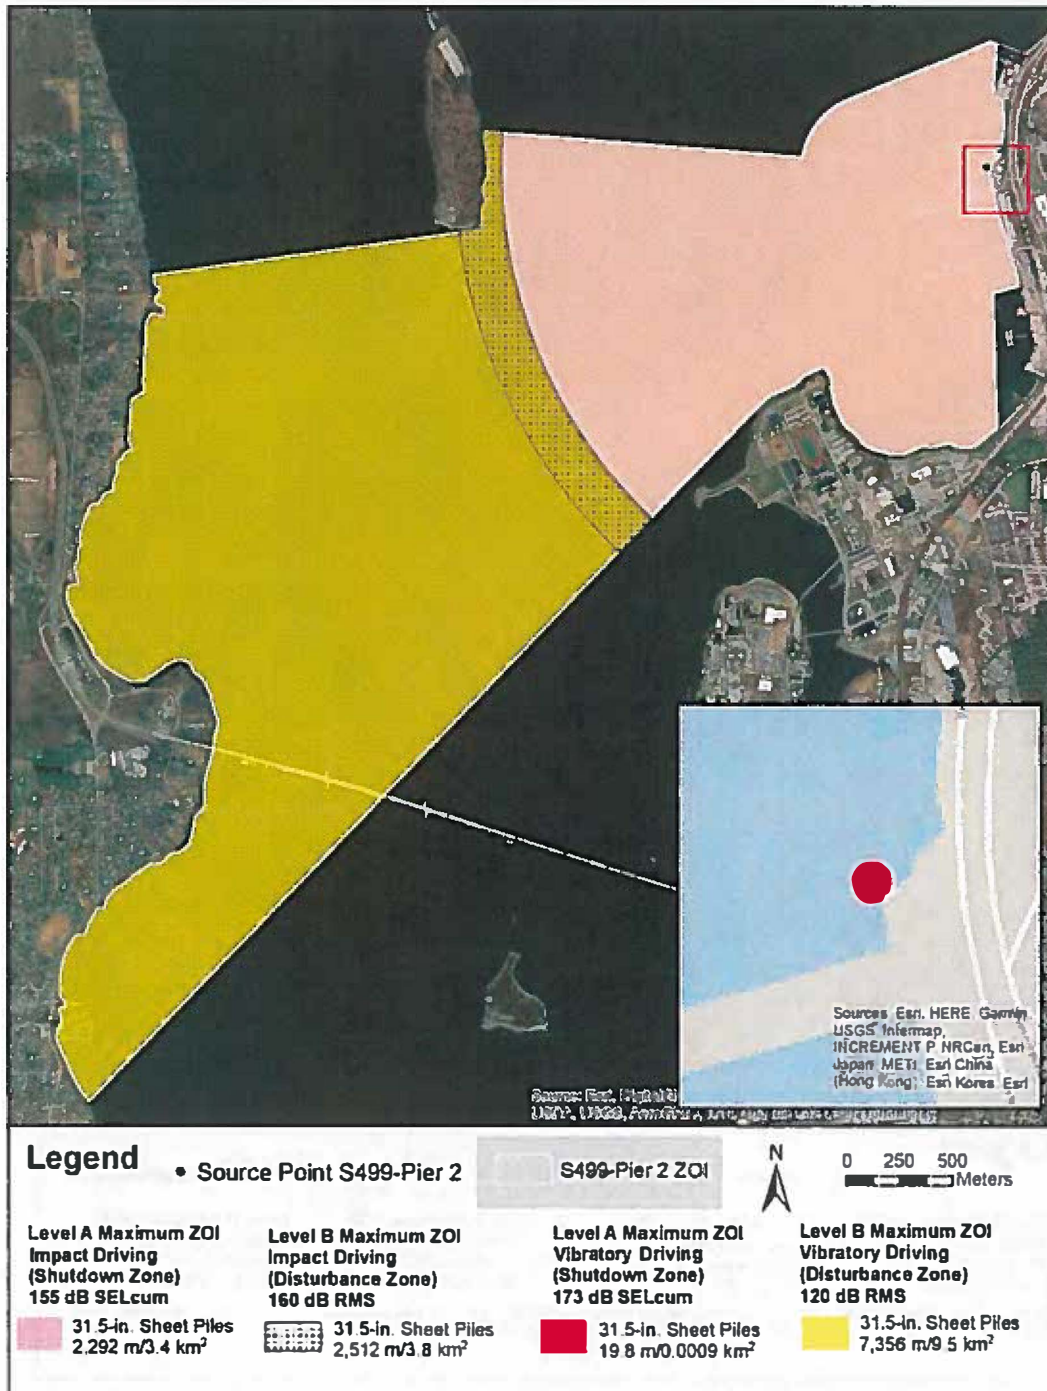 Sources Esri, HERE Garmin
USGS Intermap,
INCREMENT P NRCan, Esri
Japan METI Esri China
(Hong Kong) Esri Korea Esri
Source: Esri,
Legend
Source Point S499-Pier 2
S499-Pier 2 ZOI
N
0 250 500
Meters
Level A Maximum ZOI
Impact Driving
(Shutdown Zone)
155 dB SELcum
31.5-in. Sheet Piles
2,292 m/3.4 km²
Level B Maximum ZOI
Impact Driving
(Disturbance Zone)
160 dB RMS
31.5-in. Sheet Piles
2,512 m/3.8 km²
Level A Maximum ZOI
Vibratory Driving
(Shutdown Zone)
173 dB SELcum
31.5-in. Sheet Piles
19.8 m/0.0009 km²
Level B Maximum ZOI
Vibratory Driving
(Disturbance Zone)
120 dB RMS
31.5-in. Sheet Piles
7,356 m/9.5 km²